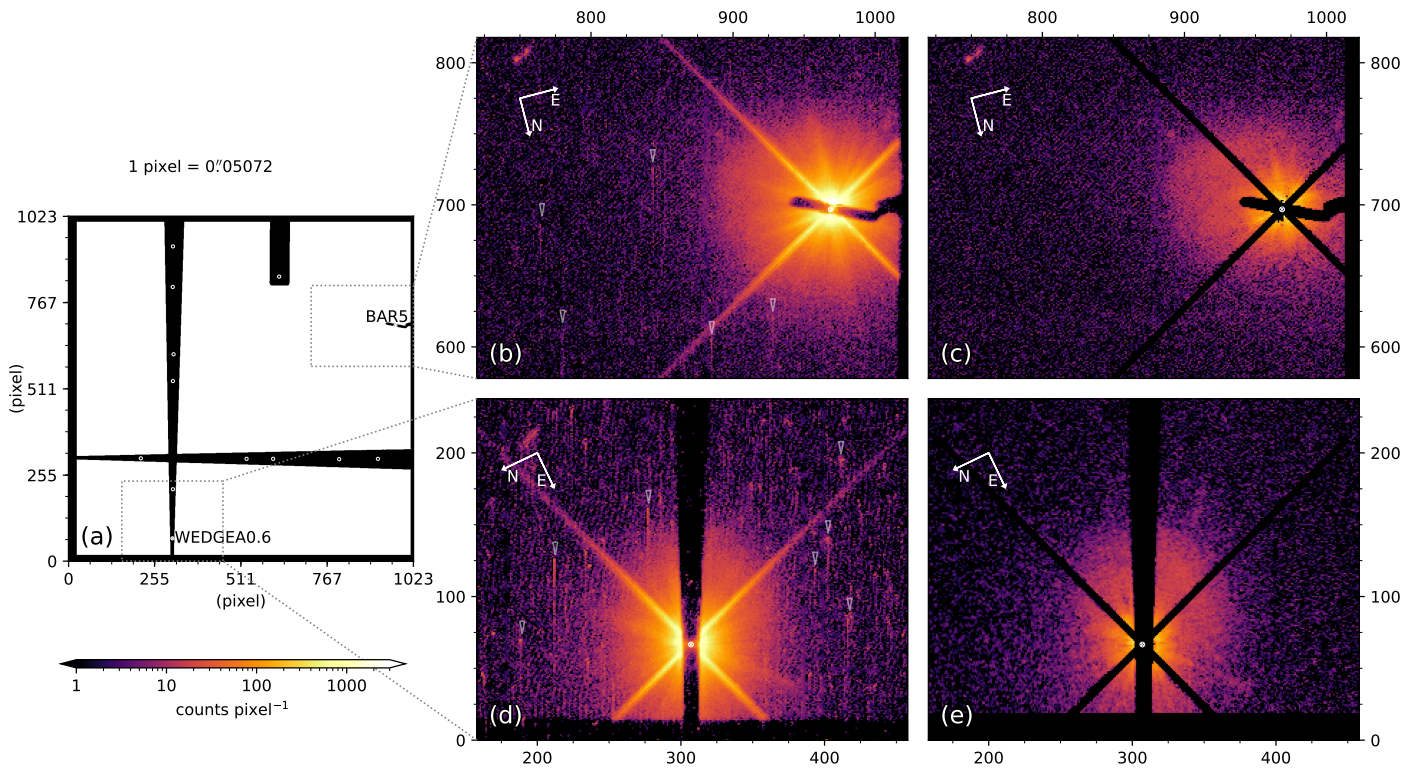 800 900 1000
800 900 1000
800
700
600
800
700
600
E
N
E
N
(b)
(c)
1 pixel = 0″.05072
1023
767
511
255
0
(pixel)
BAR5
WEDGEA0.6
(a)
0 255 511 767 1023
(pixel)
1 10 100 1000
counts pixel⁻¹
200
100
0
200
100
0
N
E
N
E
(d)
(e)
200 300 400
200 300 400